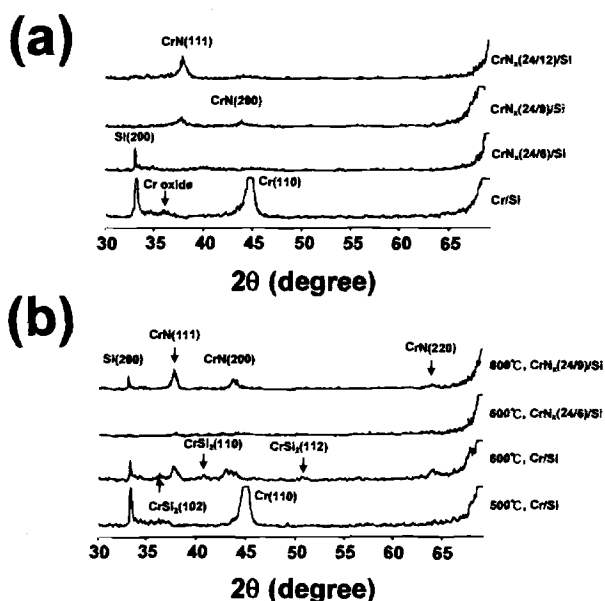 (a)
CrN(111)
CrNx(24/12)/Si
CrN(200)
CrNx(24/9)/Si
Si(200)
CrNx(24/6)/Si
Cr oxide
Cr(110)
Cr/Si
30 35 40 45 50 55 60 65
2θ (degree)
(b)
CrN(111)
Si(200)
CrN(200)
CrN(220)
600℃, CrNx(24/9)/Si
600℃, CrNx(24/6)/Si
CrSi2(110)
CrSi2(112)
600℃, Cr/Si
CrSi2(102)
Cr(110)
500℃, Cr/Si
30 35 40 45 50 55 60 65
2θ (degree)